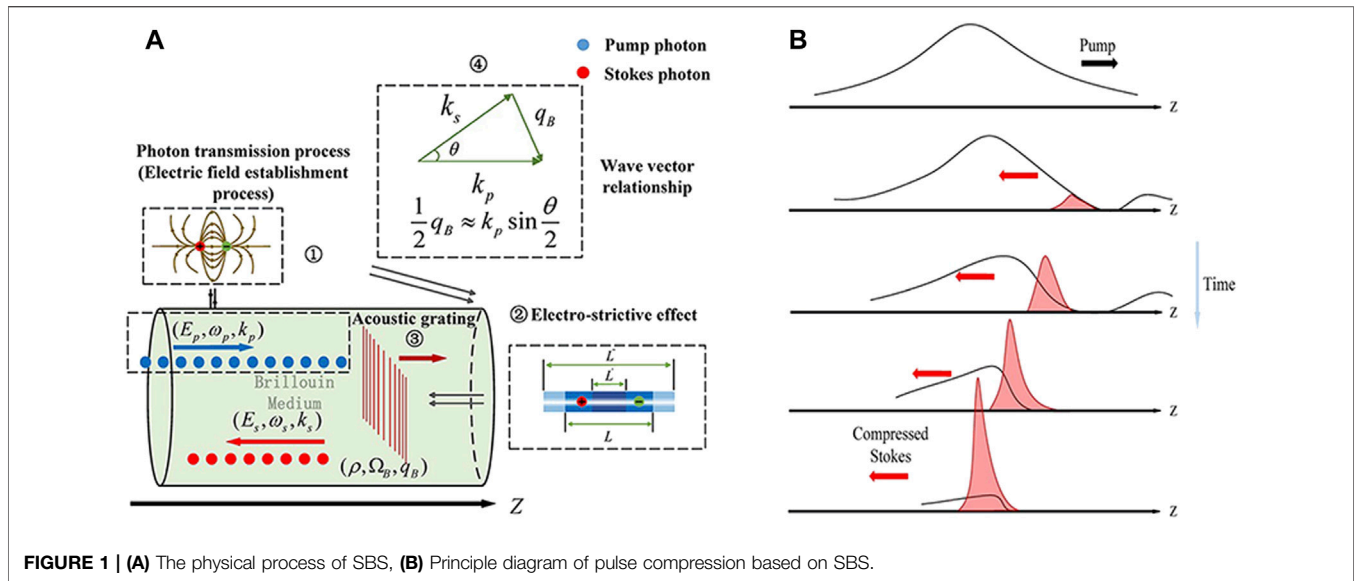 A
Pump photon
Stokes photon
④
k_s
q_B
θ
k_p
\frac{1}{2} q_B ≈ k_p \sin \frac{θ}{2}
Wave vector
relationship
Photon transmission process
(Electric field establishment
process)
+ −
①
(E_p, ω_p, k_p)
Acoustic grating
③
② Electro-strictive effect
Brillouin
Medium
(E_s, ω_s, k_s)
(ρ, Ω_B, q_B)
Z
L
L
+ −
L
B
Pump
Z
Z
Z
Time
Z
Compressed
Stokes
Z
FIGURE 1 | (A) The physical process of SBS, (B) Principle diagram of pulse compression based on SBS.